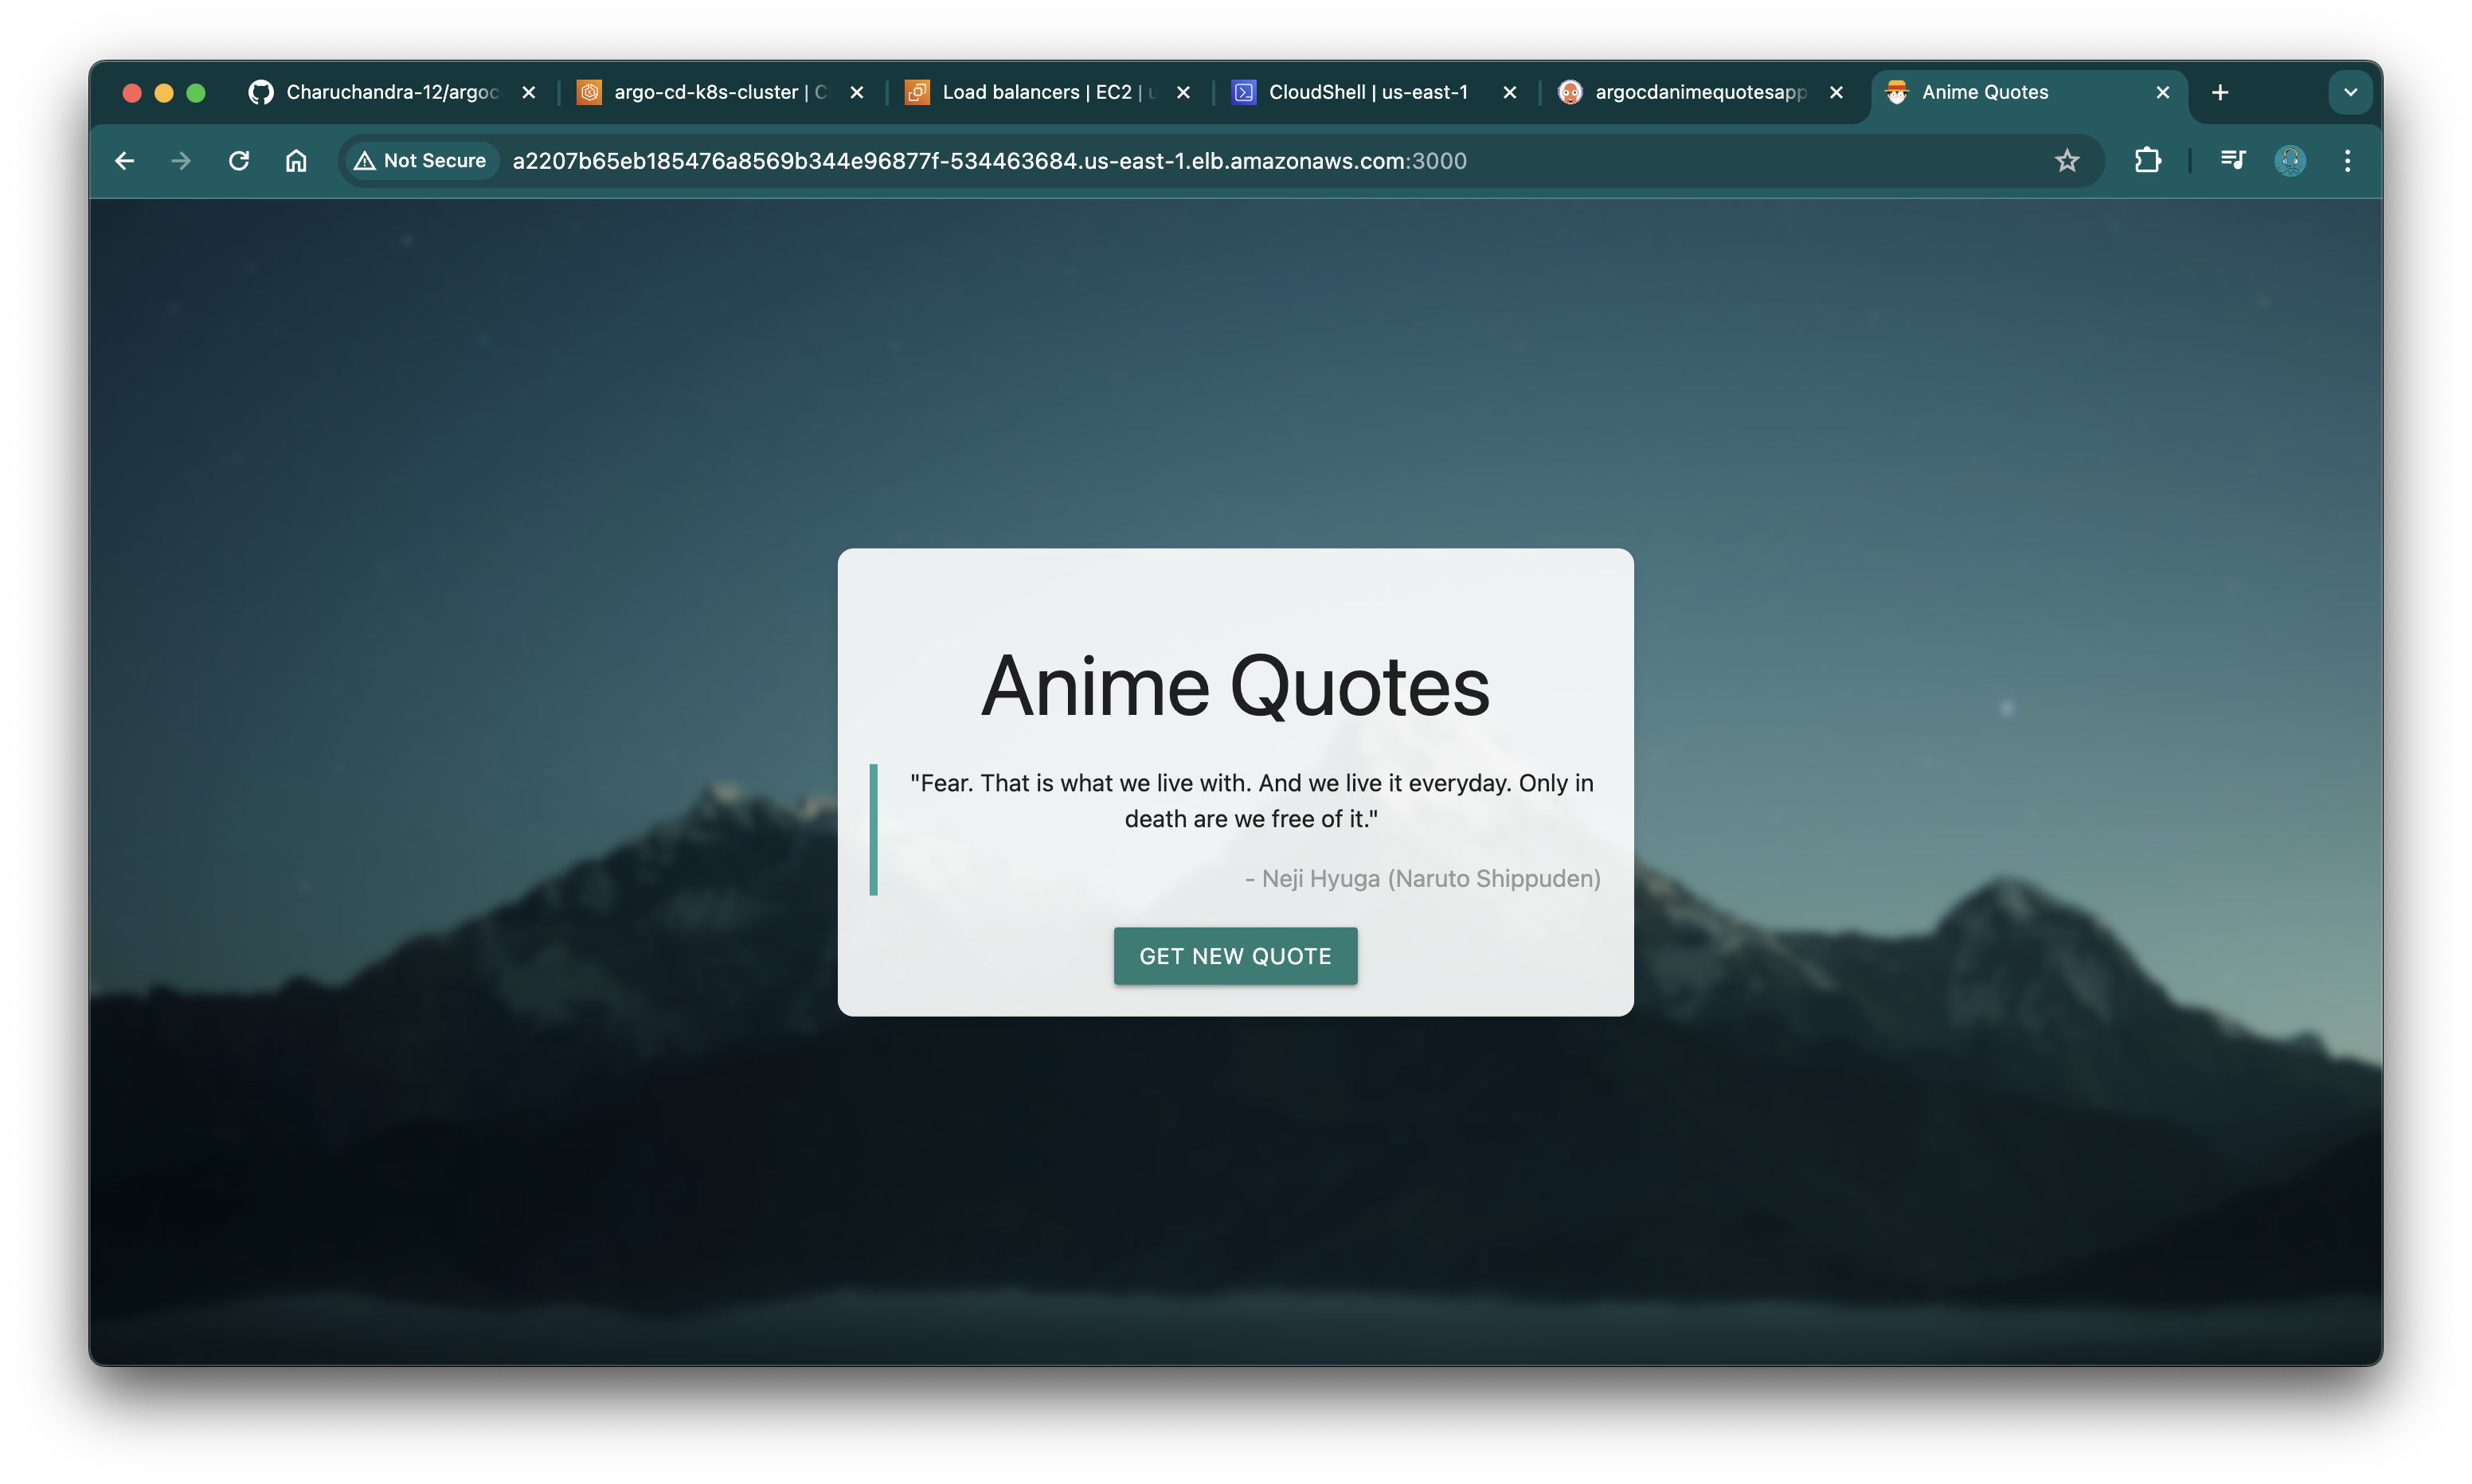 Charuchandra-12/argoc
argo-cd-k8s-cluster | C
Load balancers | EC2 | u
CloudShell | us-east-1
argocdanimequotesapp
Anime Quotes
Not Secure
a2207b65eb185476a8569b344e96877f-534463684.us-east-1.elb.amazonaws.com:3000
Anime Quotes
"Fear. That is what we live with. And we live it everyday. Only in
death are we free of it."
- Neji Hyuga (Naruto Shippuden)
GET NEW QUOTE